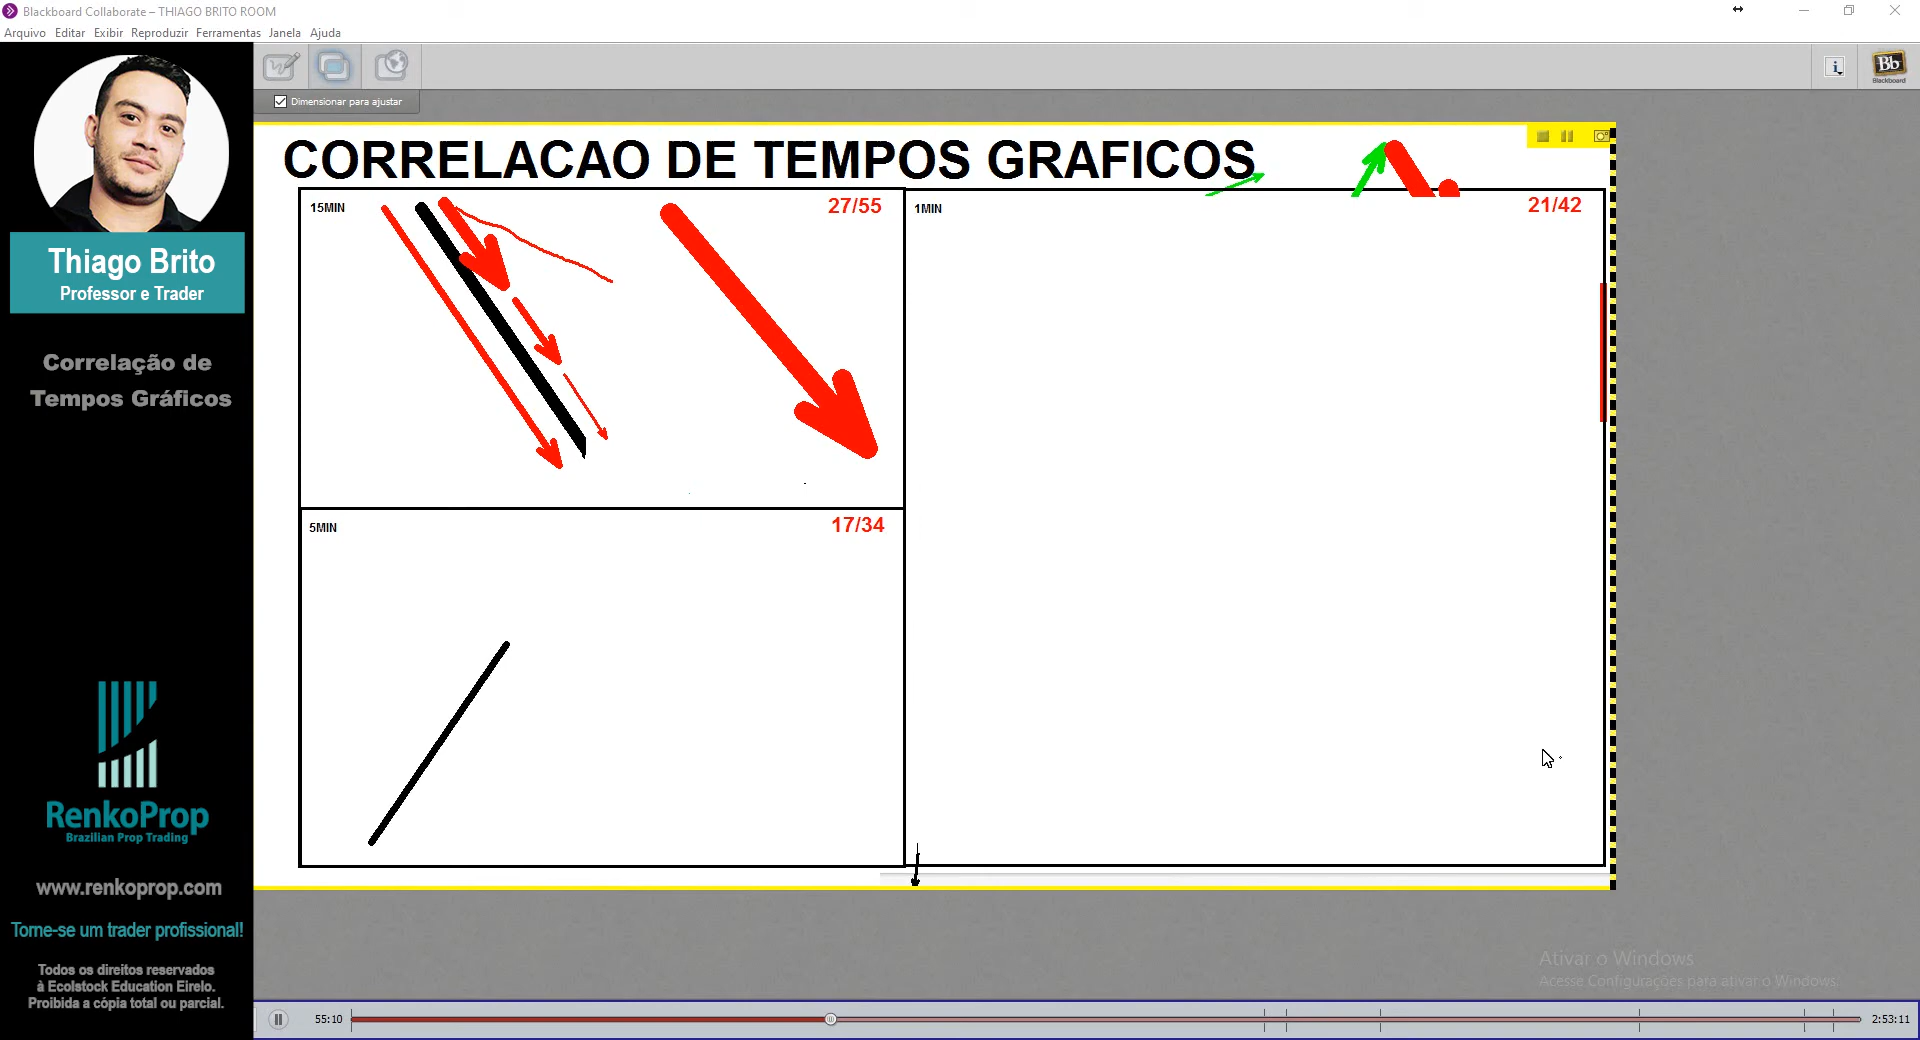 Blackboard Collaborate – THIAGO BRITO ROOM
Arquivo Editar Exibir Reproduzir Ferramentas Janela Ajuda
Dimensionar para ajustar
i
Bb
Blackboard
Thiago Brito
Professor e Trader
Correlação de
Tempos Gráficos
RenkoProp
Brazilian Prop Trading
www.renkoprop.com
Torne-se um trader profissional!
Todos os direitos reservados
à Ecolstock Education Eirelo.
Proibida a cópia total ou parcial.
CORRELACAO DE TEMPOS GRAFICOS
15MIN
27/55
1MIN
21/42
5MIN
17/34
Ativar o Windows
Acesse Configurações para ativar o Windows.
55:10
2:53:11